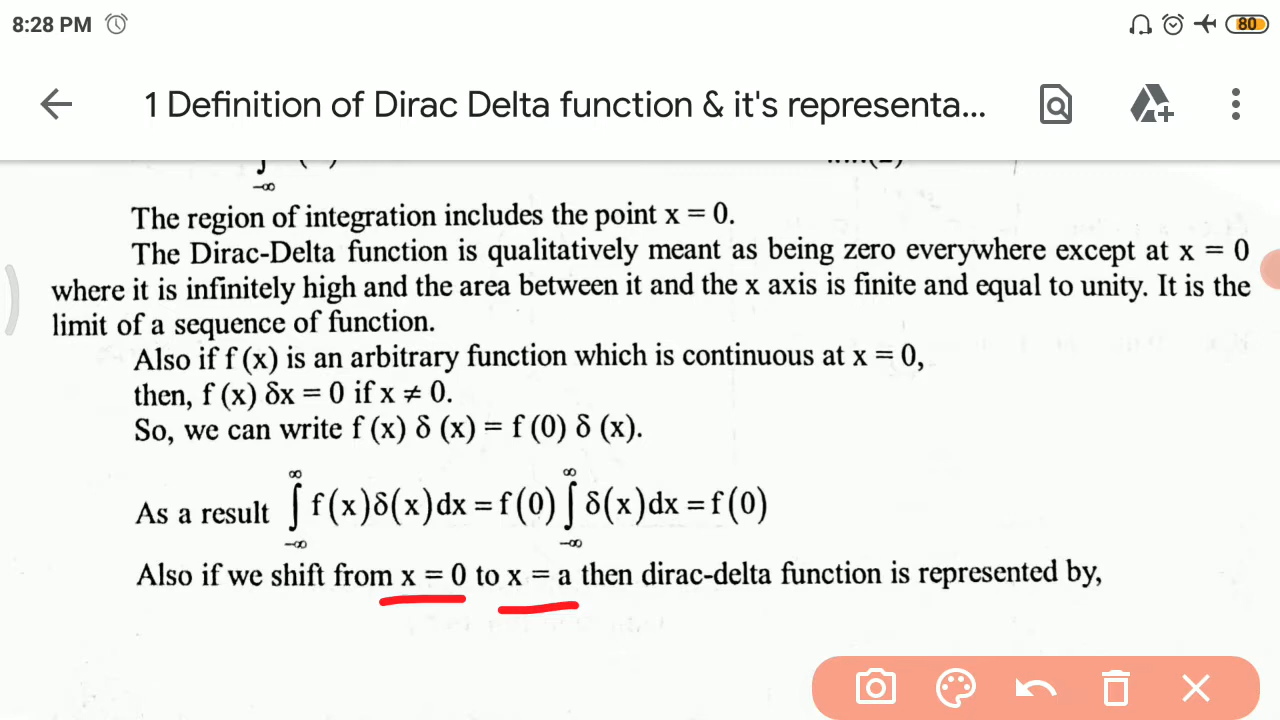 8:28 PM 80
1 Definition of Dirac Delta function & it's representa...
−∞
The region of integration includes the point x = 0.
The Dirac-Delta function is qualitatively meant as being zero everywhere except at x = 0
where it is infinitely high and the area between it and the x axis is finite and equal to unity. It is the
limit of a sequence of function.
Also if f (x) is an arbitrary function which is continuous at x = 0,
then, f (x) δx = 0 if x ≠ 0.
So, we can write f (x) δ (x) = f (0) δ (x).
As a result ∫_{−∞}^{∞} f(x)δ(x)dx = f(0) ∫_{−∞}^{∞} δ(x)dx = f(0)
Also if we shift from x = 0 to x = a then dirac-delta function is represented by,